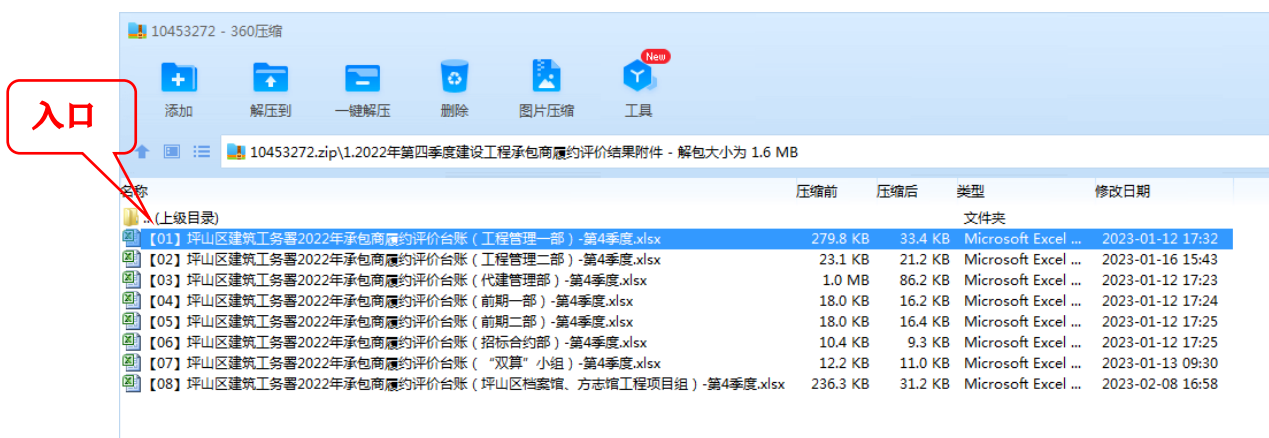 10453272 - 360压缩
New
添加 解压到 一键解压 删除 图片压缩 工具
入口
10453272.zip\1.2022年第四季度建设工程承包商履约评价结果附件 - 解包大小为 1.6 MB
名称 压缩前 压缩后 类型 修改日期
.. (上级目录) 文件夹
【01】坪山区建筑工务署2022年承包商履约评价台账（工程管理一部）-第4季度.xlsx 279.8 KB 33.4 KB Microsoft Excel ... 2023-01-12 17:32
【02】坪山区建筑工务署2022年承包商履约评价台账（工程管理二部）-第4季度.xlsx 23.1 KB 21.2 KB Microsoft Excel ... 2023-01-16 15:43
【03】坪山区建筑工务署2022年承包商履约评价台账（代建管理部）-第4季度.xlsx 1.0 MB 86.2 KB Microsoft Excel ... 2023-01-12 17:23
【04】坪山区建筑工务署2022年承包商履约评价台账（前期一部）-第4季度.xlsx 18.0 KB 16.2 KB Microsoft Excel ... 2023-01-12 17:24
【05】坪山区建筑工务署2022年承包商履约评价台账（前期二部）-第4季度.xlsx 18.0 KB 16.4 KB Microsoft Excel ... 2023-01-12 17:25
【06】坪山区建筑工务署2022年承包商履约评价台账（招标合约部）-第4季度.xlsx 10.4 KB 9.3 KB Microsoft Excel ... 2023-01-12 17:25
【07】坪山区建筑工务署2022年承包商履约评价台账（“双算”小组）-第4季度.xlsx 12.2 KB 11.0 KB Microsoft Excel ... 2023-01-13 09:30
【08】坪山区建筑工务署2022年承包商履约评价台账（坪山区档案馆、方志馆工程项目组）-第4季度.xlsx 236.3 KB 31.2 KB Microsoft Excel ... 2023-02-08 16:58